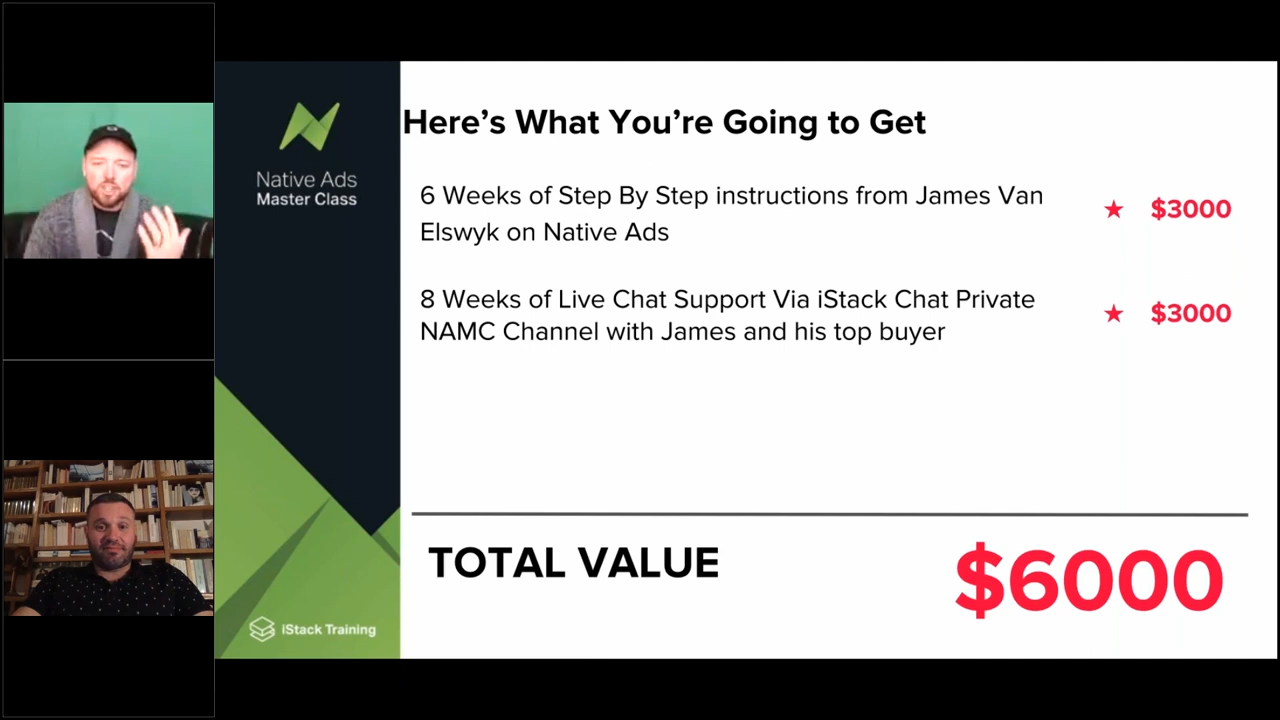 Here's What You're Going to Get
Native Ads
Master Class
6 Weeks of Step By Step instructions from James Van
Elswyk on Native Ads
★ $3000
8 Weeks of Live Chat Support Via iStack Chat Private
NAMC Channel with James and his top buyer
★ $3000
TOTAL VALUE
$6000
iStack Training